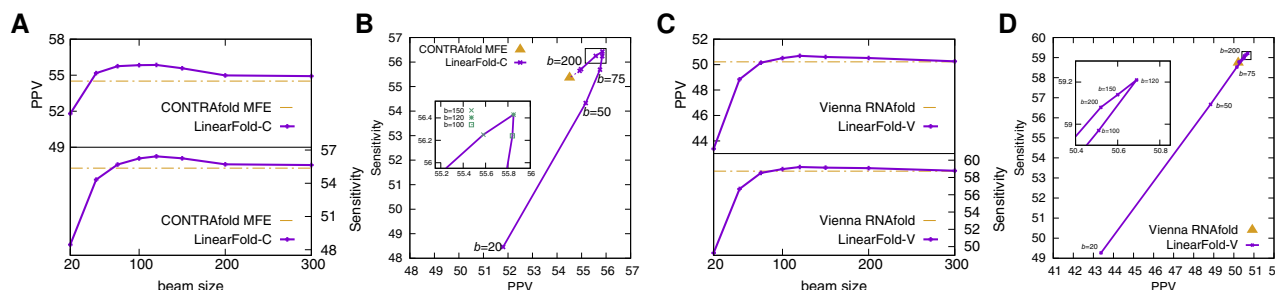 A
58
55
52
49
PPV
CONTRAfold MFE
LinearFold-C
57
55
52
50
48
Sensitivity
CONTRAfold MFE
LinearFold-C
20
100
200
300
beam size
B
57
56
55
54
53
52
51
50
49
48
Sensitivity
CONTRAfold MFE
LinearFold-C
b=200
b=75
b=50
b=20
b=150
b=120
b=100
56.4
56.2
56
55.2
55.4
55.6
55.8
56
48 49 50 51 52 53 54 55 56 57
PPV
C
52
50
48
46
44
PPV
Vienna RNAfold
LinearFold-V
60
58
56
54
52
50
Sensitivity
Vienna RNAfold
LinearFold-V
20
100
200
300
beam size
D
60
59
58
57
56
55
54
53
52
51
50
49
Sensitivity
b=200
b=75
b=50
b=20
59.2
59
b=120
b=150
b=200
b=100
50.4
50.6
50.8
Vienna RNAfold
LinearFold-V
41 42 43 44 45 46 47 48 49 50 51 5
PPV